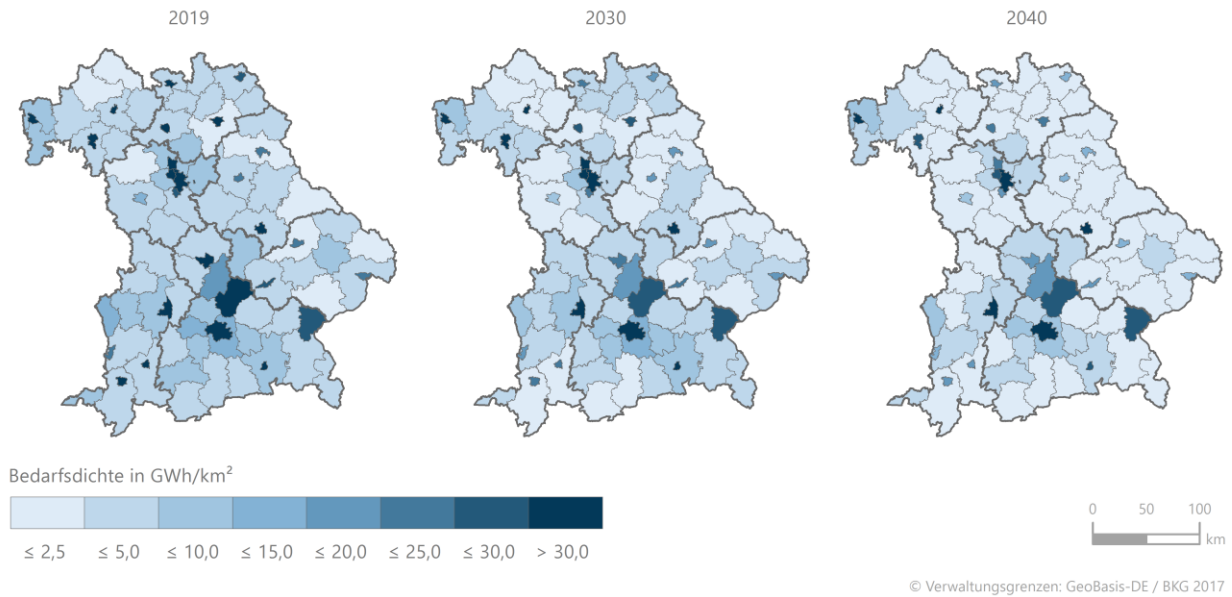 2019 2030 2040
Bedarfsdichte in GWh/km²
≤ 2,5 ≤ 5,0 ≤ 10,0 ≤ 15,0 ≤ 20,0 ≤ 25,0 ≤ 30,0 > 30,0
0 50 100
km
© Verwaltungsgrenzen: GeoBasis-DE / BKG 2017